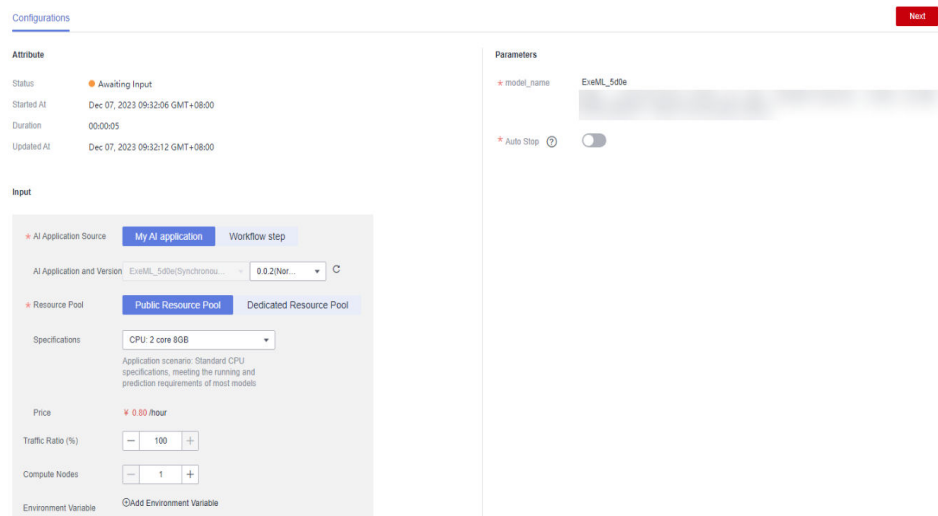 Configurations
Next
Attribute
Status Awaiting Input
Started At Dec 07, 2023 09:32:06 GMT+08:00
Duration 00:00:05
Updated At Dec 07, 2023 09:32:12 GMT+08:00
Input
* AI Application Source My AI application Workflow step
AI Application and Version ExeML_5d0e(Synchronou... 0.0.2(Nor...
* Resource Pool Public Resource Pool Dedicated Resource Pool
Specifications CPU: 2 core 8GB
Application scenario: Standard CPU
specifications, meeting the running and
prediction requirements of most models
Price ¥ 0.80 /hour
Traffic Ratio (%) 100
Compute Nodes 1
Environment Variable Add Environment Variable
Parameters
* model_name ExeML_5d0e
* Auto Stop ?